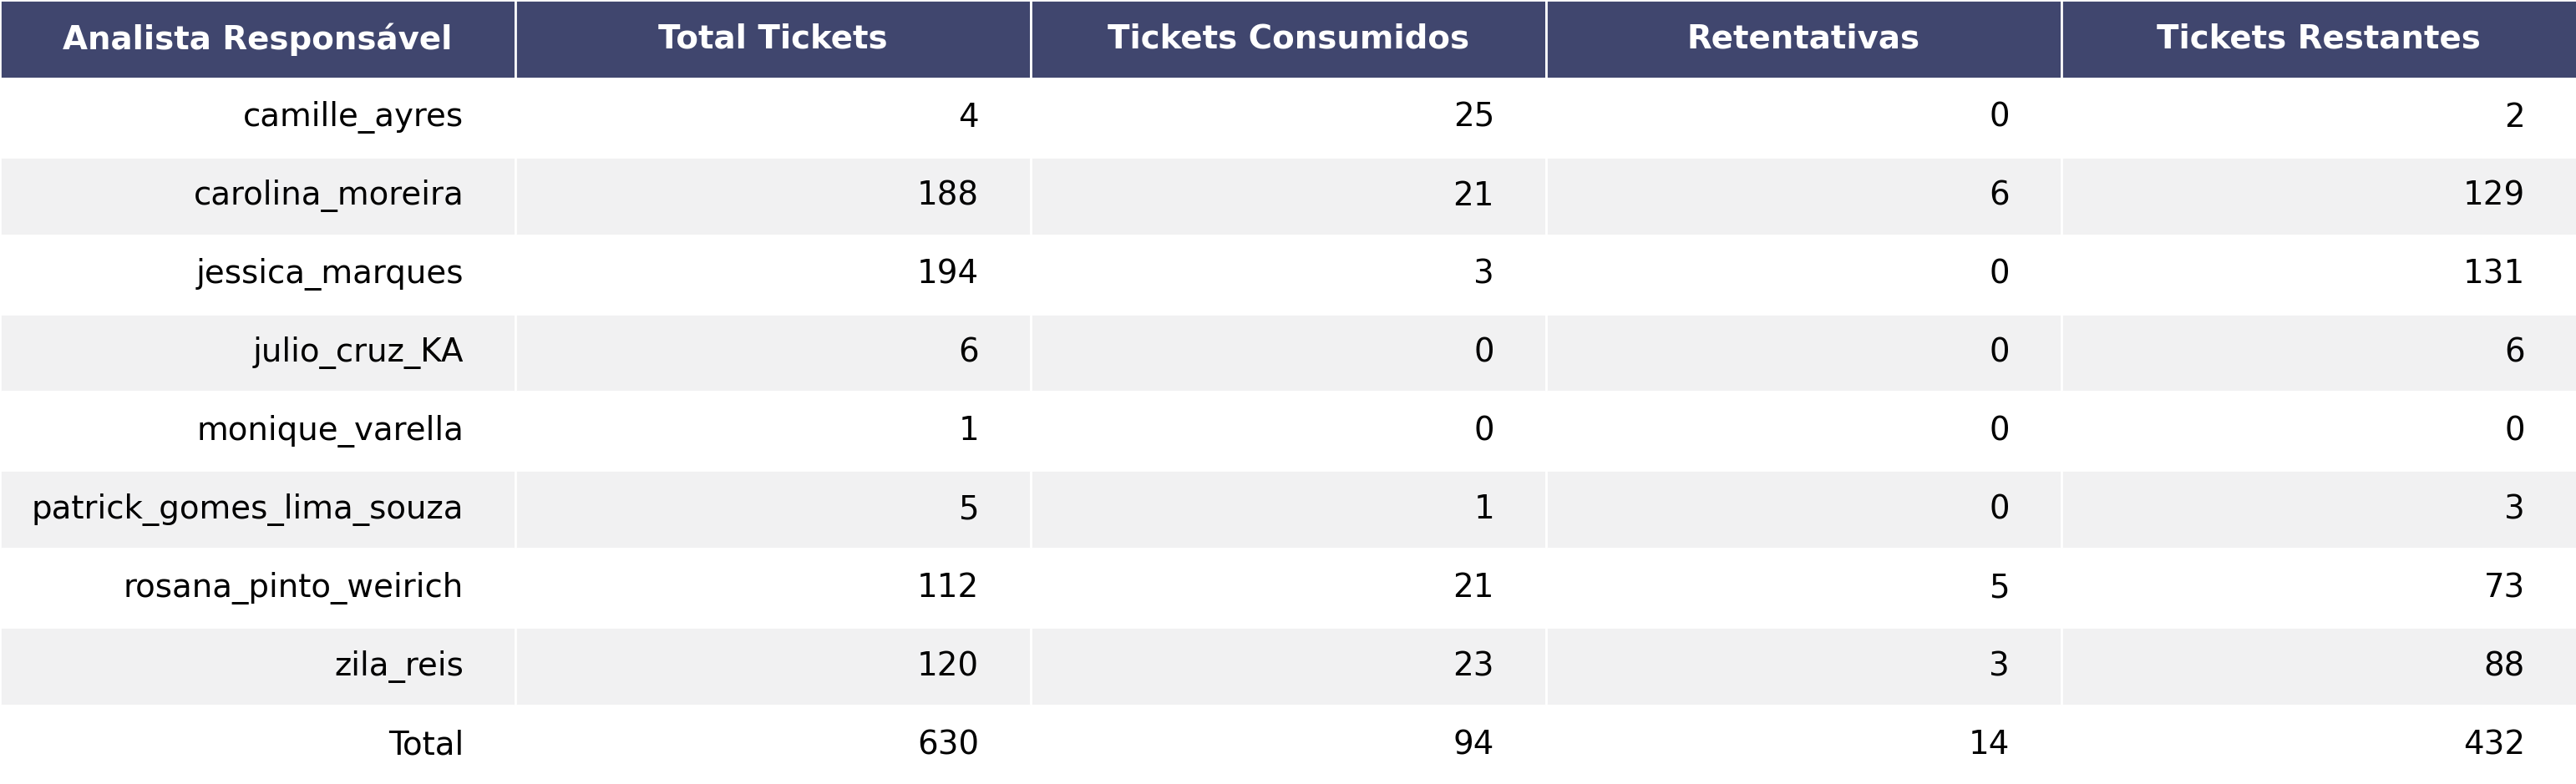 Analista Responsável Total Tickets Tickets Consumidos Retentativas Tickets Restantes
camille_ayres 4 25 0 2
carolina_moreira 188 21 6 129
jessica_marques 194 3 0 131
julio_cruz_KA 6 0 0 6
monique_varella 1 0 0 0
patrick_gomes_lima_souza 5 1 0 3
rosana_pinto_weirich 112 21 5 73
zila_reis 120 23 3 88
Total 630 94 14 432